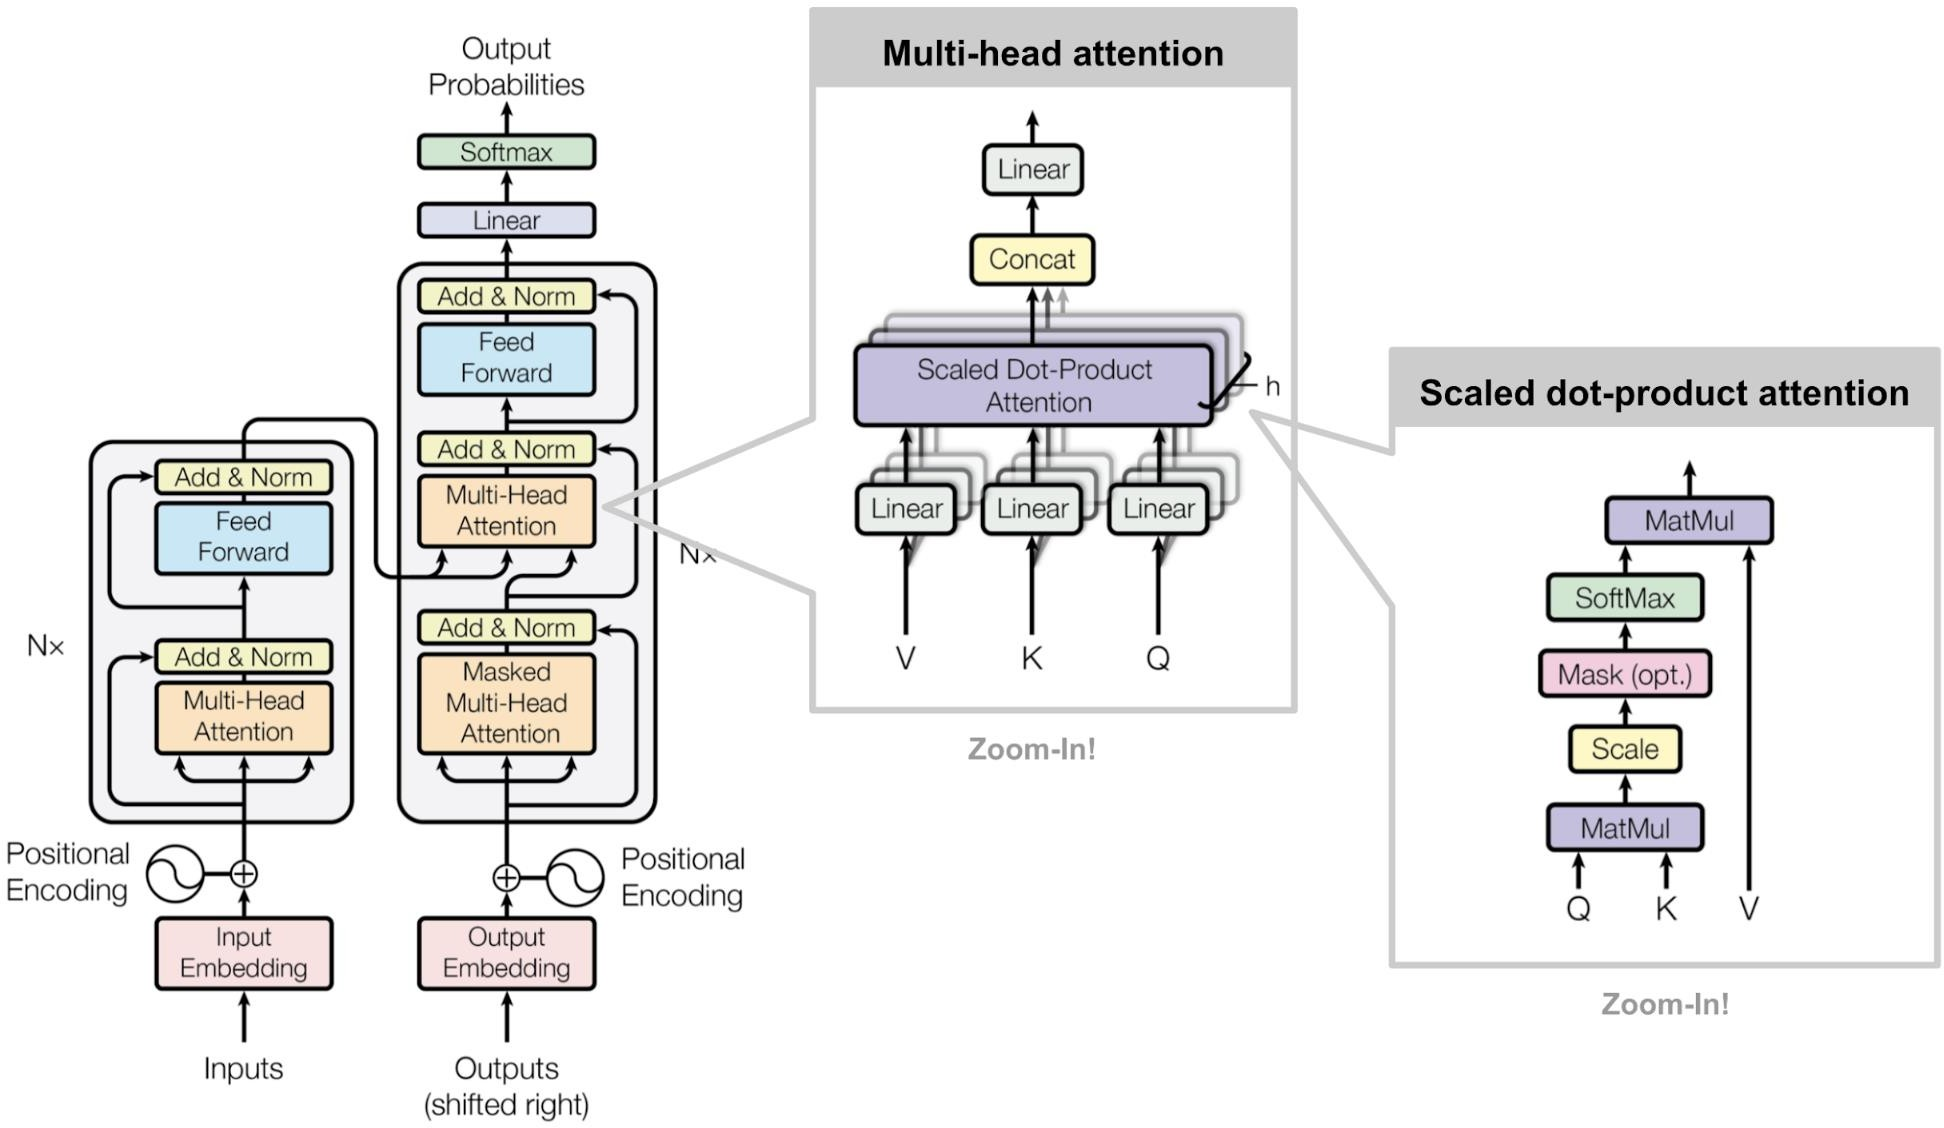 Output
Probabilities
Softmax
Linear
Add & Norm
Feed
Forward
Add & Norm
Multi-Head
Attention
Nx
Add & Norm
Masked
Multi-Head
Attention
Positional
Encoding
Output
Embedding
Outputs
(shifted right)
Add & Norm
Feed
Forward
Nx
Add & Norm
Multi-Head
Attention
Positional
Encoding
Input
Embedding
Inputs
Multi-head attention
Linear
Concat
Scaled Dot-Product
Attention
h
Linear Linear Linear
V K Q
Zoom-In!
Scaled dot-product attention
MatMul
SoftMax
Mask (opt.)
Scale
MatMul
Q K V
Zoom-In!